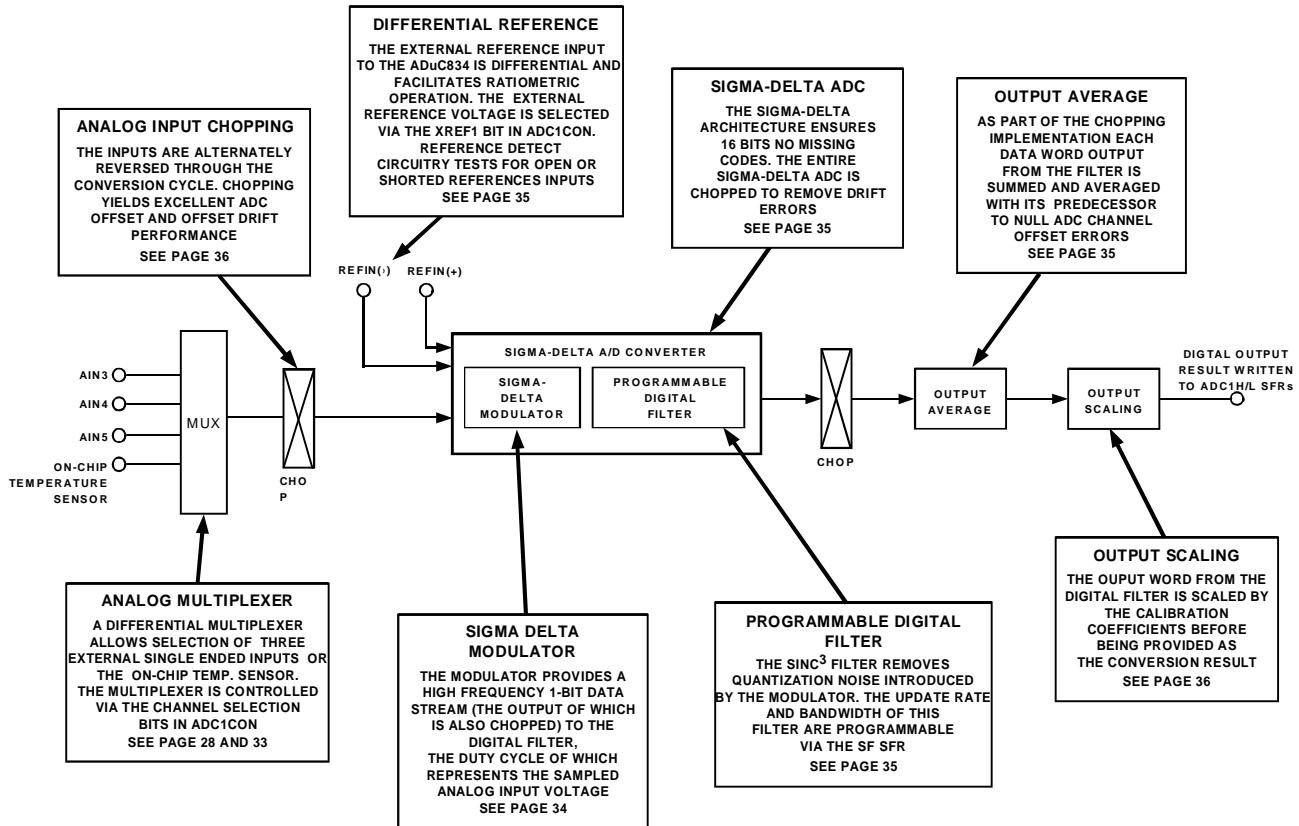 DIFFERENTIAL REFERENCE
THE EXTERNAL REFERENCE INPUT
TO THE ADuC834 IS DIFFERENTIAL AND
FACILITATES RATIOMETRIC
OPERATION. THE EXTERNAL
REFERENCE VOLTAGE IS SELECTED
VIA THE XREF1 BIT IN ADC1CON.
REFERENCE DETECT
CIRCUITRY TESTS FOR OPEN OR
SHORTED REFERENCES INPUTS
SEE PAGE 35
SIGMA-DELTA ADC
THE SIGMA-DELTA
ARCHITECTURE ENSURES
16 BITS NO MISSING
CODES. THE ENTIRE
SIGMA-DELTA ADC IS
CHOPPED TO REMOVE DRIFT
ERRORS
SEE PAGE 35
OUTPUT AVERAGE
AS PART OF THE CHOPPING
IMPLEMENTATION EACH
DATA WORD OUTPUT
FROM THE FILTER IS
SUMMED AND AVERAGED
WITH ITS PREDECESSOR
TO NULL ADC CHANNEL
OFFSET ERRORS
SEE PAGE 35
ANALOG INPUT CHOPPING
THE INPUTS ARE ALTERNATELY
REVERSED THROUGH THE
CONVERSION CYCLE. CHOPPING
YIELDS EXCELLENT ADC
OFFSET AND OFFSET DRIFT
PERFORMANCE
SEE PAGE 36
REFIN(›) REFIN(+)
AIN3
AIN4
AIN5
ON-CHIP
TEMPERATURE
SENSOR
MUX
CHO
P
SIGMA-DELTA A/D CONVERTER
SIGMA-
DELTA
MODULATOR
PROGRAMMABLE
DIGITAL
FILTER
CHOP
OUTPUT
AVERAGE
OUTPUT
SCALING
DIGTAL OUTPUT
RESULT WRITTEN
TO ADC1H/L SFRs
ANALOG MULTIPLEXER
A DIFFERENTIAL MULTIPLEXER
ALLOWS SELECTION OF THREE
EXTERNAL SINGLE ENDED INPUTS OR
THE ON-CHIP TEMP. SENSOR.
THE MULTIPLEXER IS CONTROLLED
VIA THE CHANNEL SELECTION
BITS IN ADC1CON
SEE PAGE 28 AND 33
SIGMA DELTA
MODULATOR
THE MODULATOR PROVIDES A
HIGH FREQUENCY 1-BIT DATA
STREAM (THE OUTPUT OF WHICH
IS ALSO CHOPPED) TO THE
DIGITAL FILTER,
THE DUTY CYCLE OF WHICH
REPRESENTS THE SAMPLED
ANALOG INPUT VOLTAGE
SEE PAGE 34
PROGRAMMABLE DIGITAL
FILTER
THE SINC³ FILTER REMOVES
QUANTIZATION NOISE INTRODUCED
BY THE MODULATOR. THE UPDATE RATE
AND BANDWIDTH OF THIS
FILTER ARE PROGRAMMABLE
VIA THE SF SFR
SEE PAGE 35
OUTPUT SCALING
THE OUPUT WORD FROM THE
DIGITAL FILTER IS SCALED BY
THE CALIBRATION
COEFFICIENTS BEFORE
BEING PROVIDED AS
THE CONVERSION RESULT
SEE PAGE 36